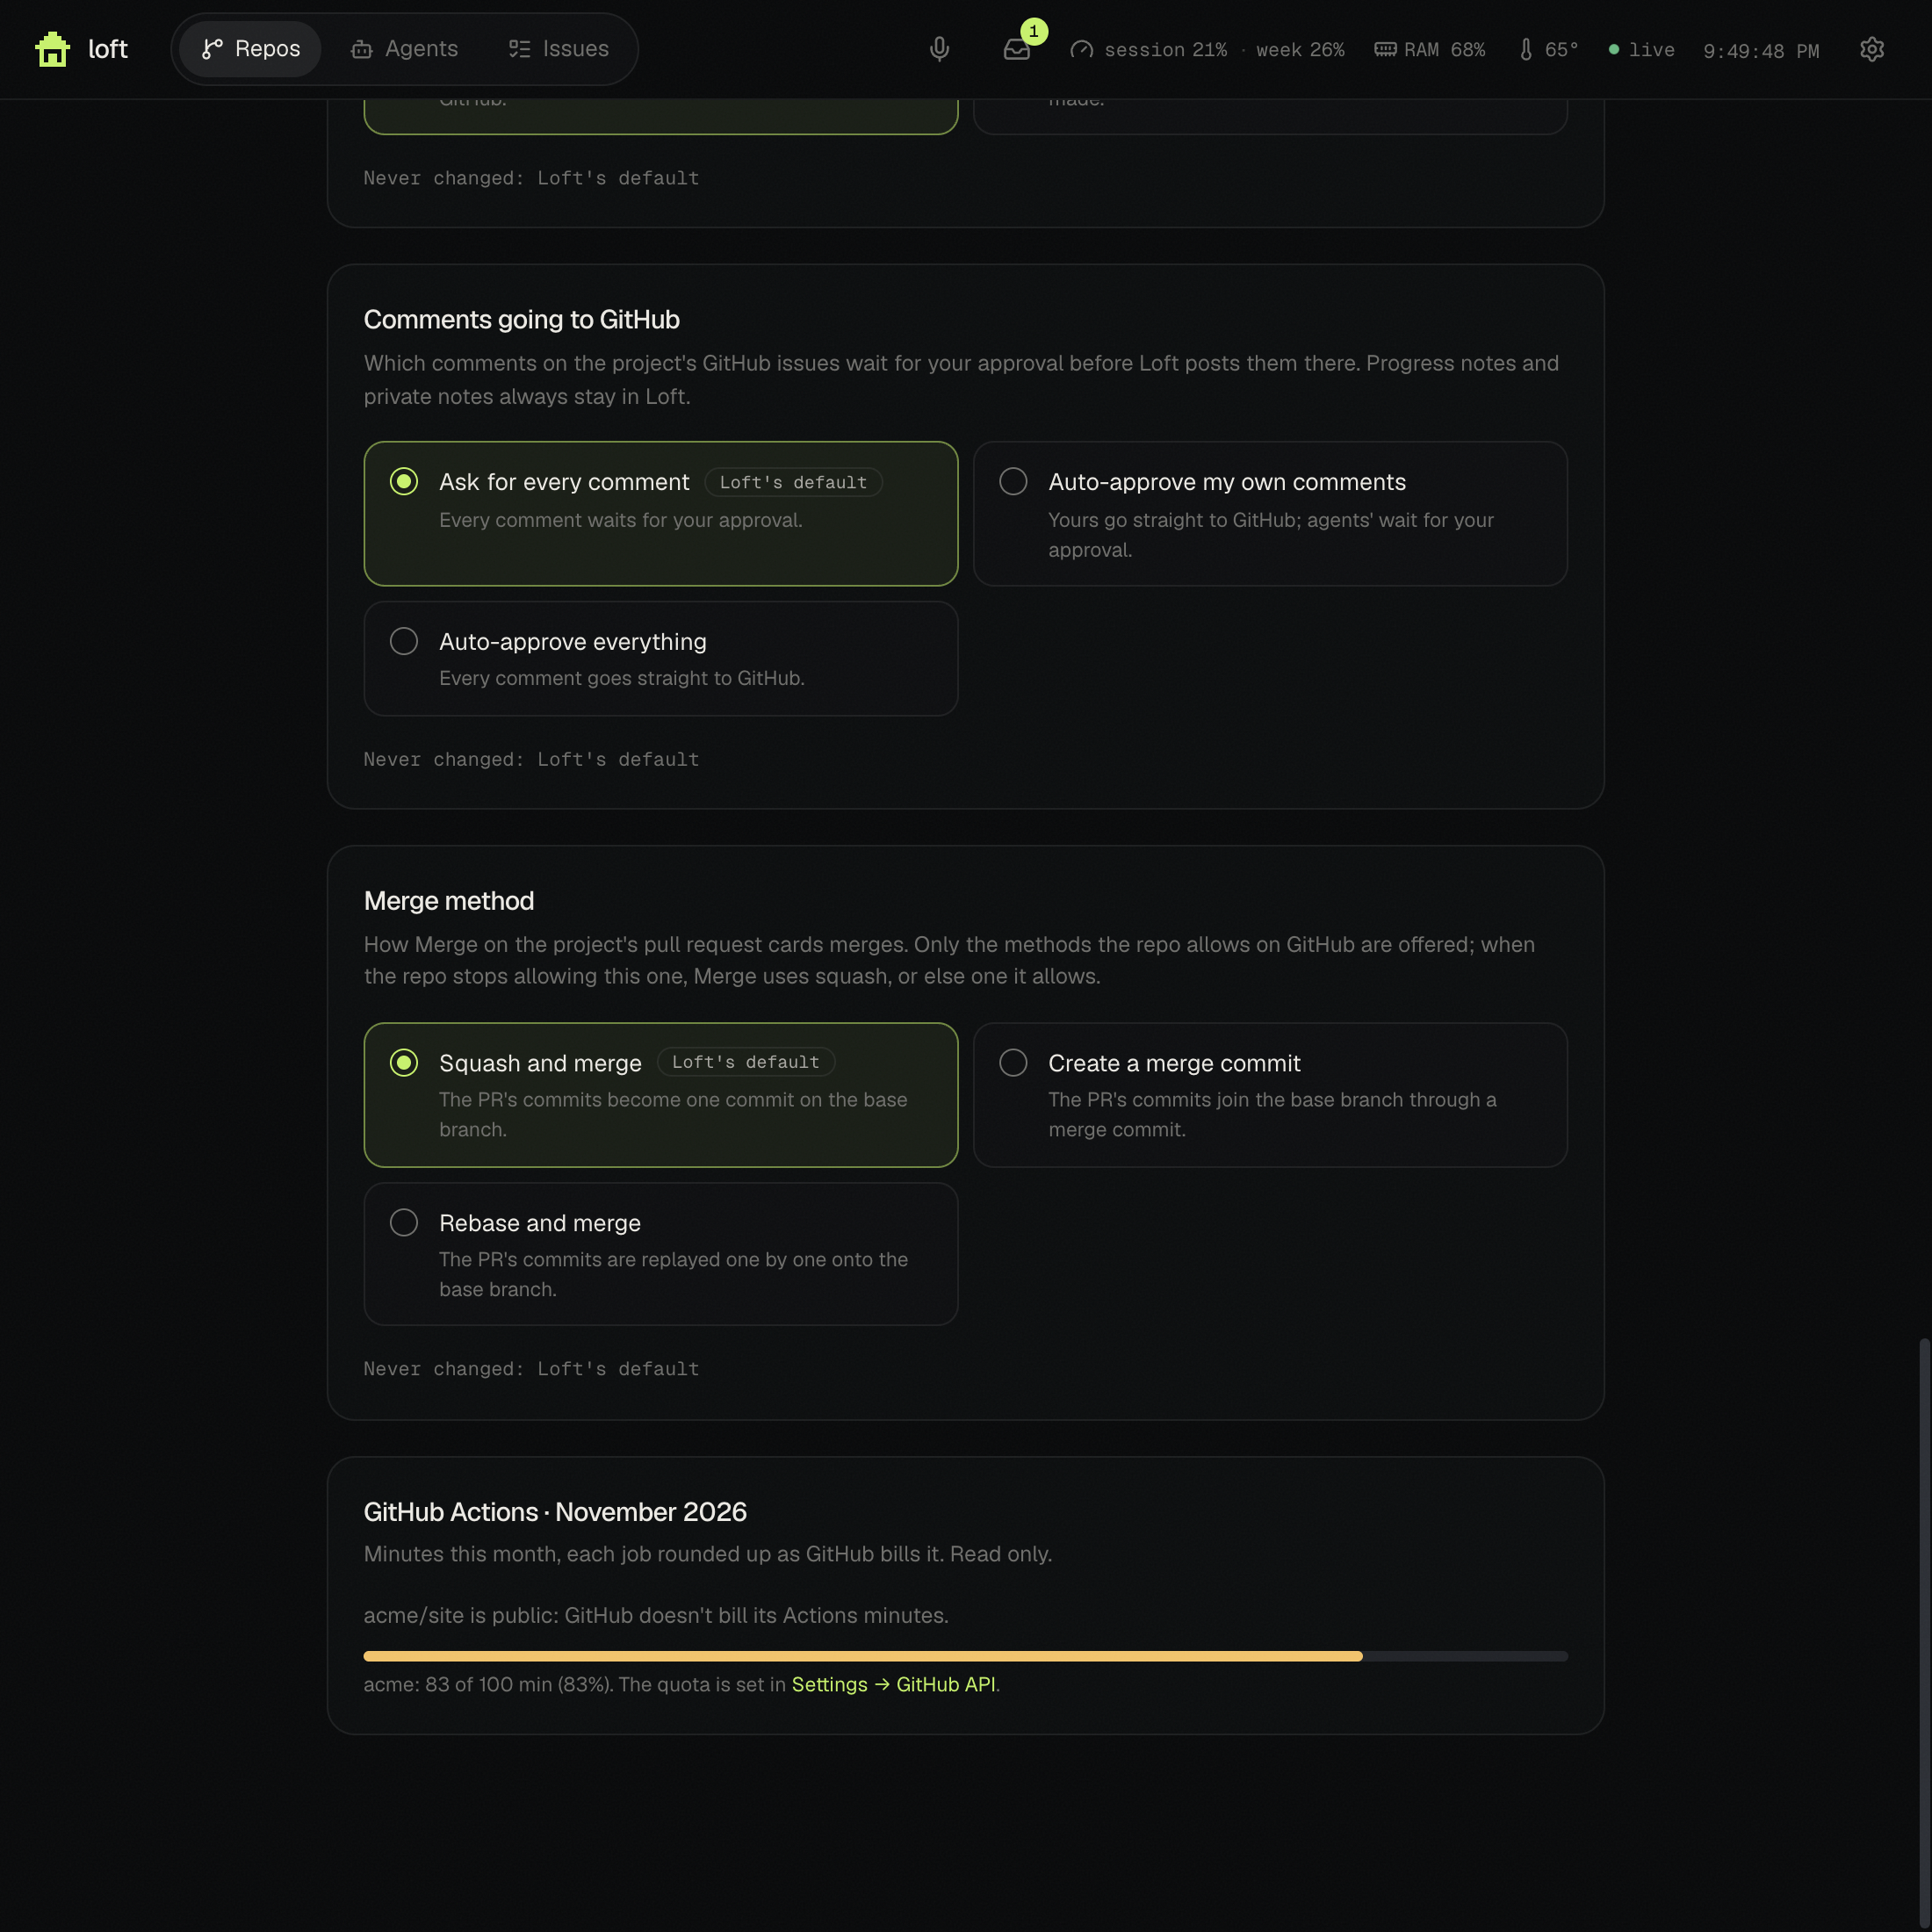 loft
Repos
Agents
Issues
1
session 21% · week 26%
RAM 68%
65°
live
9:49:48 PM
GitHub.
made.
Never changed: Loft's default
Comments going to GitHub
Which comments on the project's GitHub issues wait for your approval before Loft posts them there. Progress notes and
private notes always stay in Loft.
Ask for every comment
Loft's default
Every comment waits for your approval.
Auto-approve my own comments
Yours go straight to GitHub; agents' wait for your
approval.
Auto-approve everything
Every comment goes straight to GitHub.
Never changed: Loft's default
Merge method
How Merge on the project's pull request cards merges. Only the methods the repo allows on GitHub are offered; when
the repo stops allowing this one, Merge uses squash, or else one it allows.
Squash and merge
Loft's default
The PR's commits become one commit on the base
branch.
Create a merge commit
The PR's commits join the base branch through a
merge commit.
Rebase and merge
The PR's commits are replayed one by one onto the
base branch.
Never changed: Loft's default
GitHub Actions · November 2026
Minutes this month, each job rounded up as GitHub bills it. Read only.
acme/site is public: GitHub doesn't bill its Actions minutes.
acme: 83 of 100 min (83%). The quota is set in Settings → GitHub API.